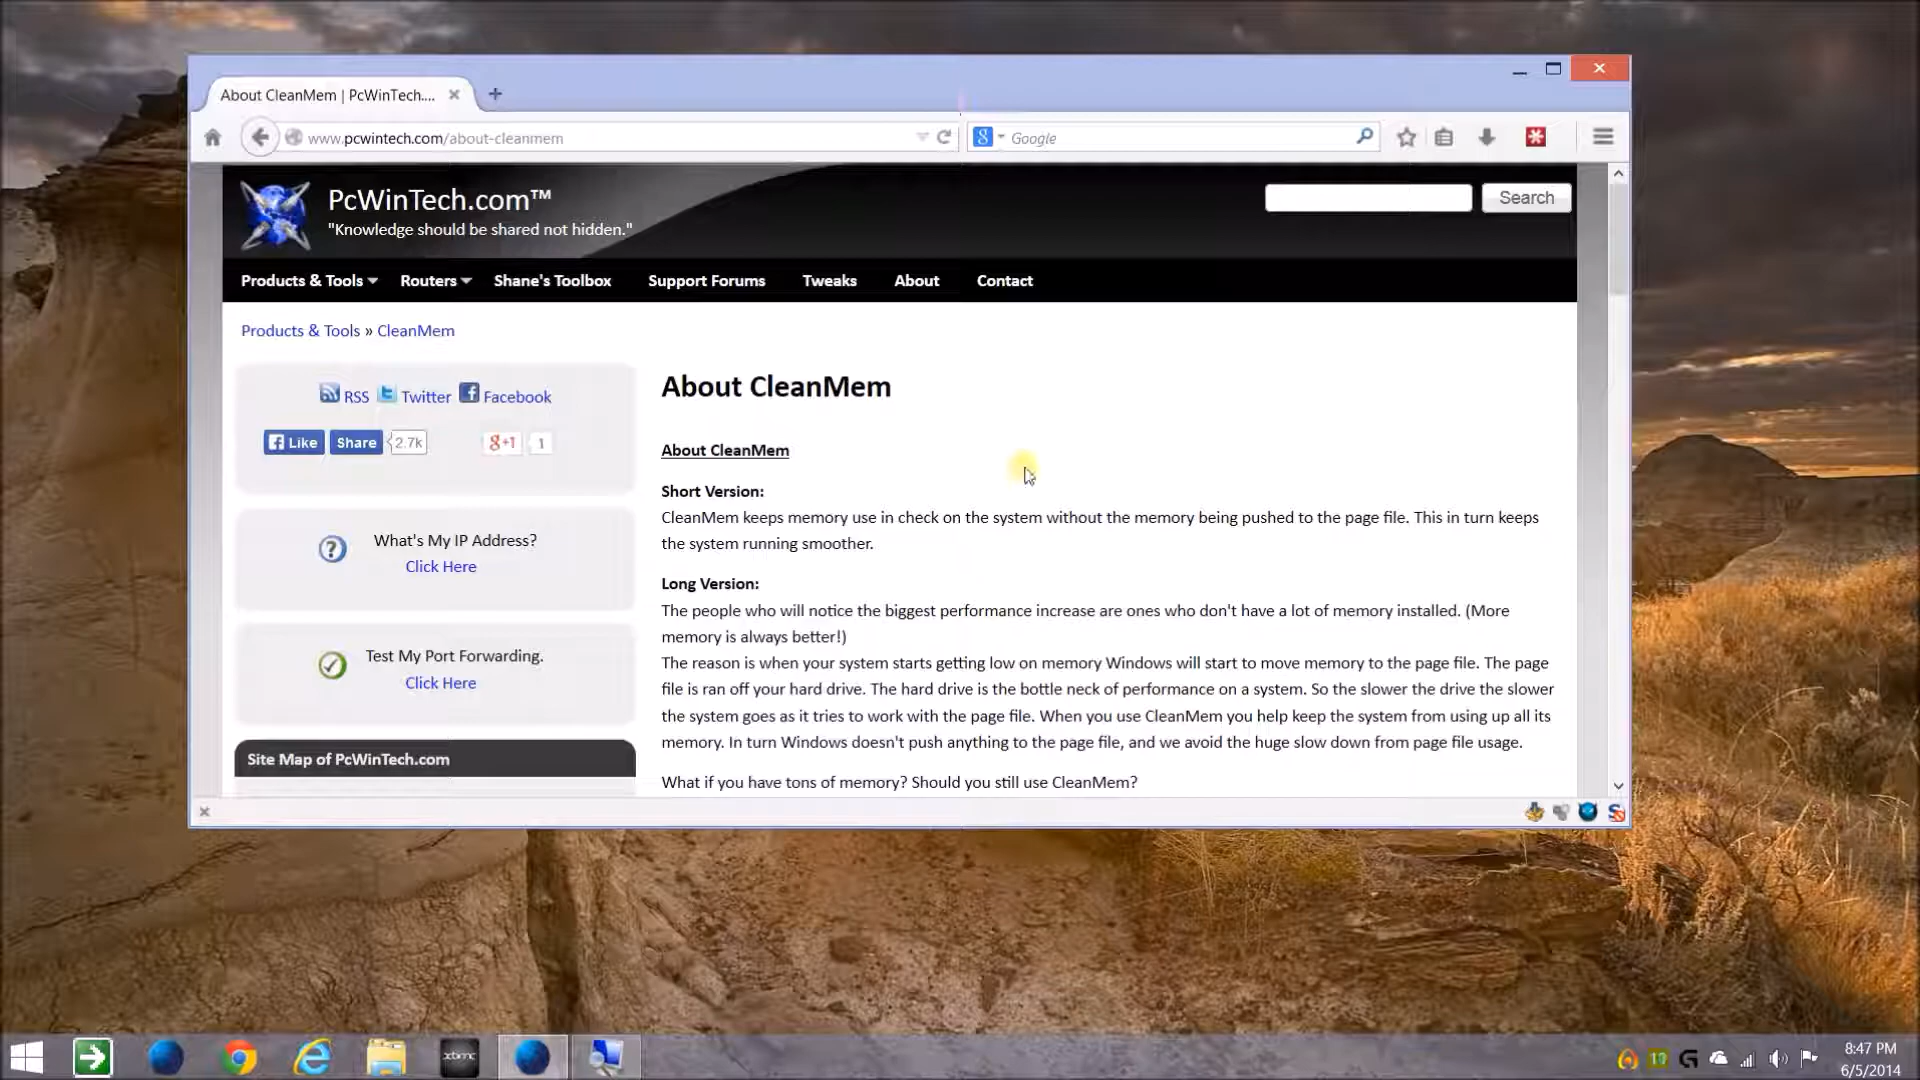 About CleanMem | PcWinTech....
www.pcwintech.com/about-cleanmem
Google
PcWinTech.com™
"Knowledge should be shared not hidden."
Search
Products & Tools
Routers
Shane's Toolbox
Support Forums
Tweaks
About
Contact
Products & Tools » CleanMem
RSS Twitter Facebook
Like Share 2.7k
g+1 1
What's My IP Address?
Click Here
Test My Port Forwarding.
Click Here
Site Map of PcWinTech.com
About CleanMem
About CleanMem
Short Version:
CleanMem keeps memory use in check on the system without the memory being pushed to the page file. This in turn keeps
the system running smoother.
Long Version:
The people who will notice the biggest performance increase are ones who don't have a lot of memory installed. (More
memory is always better!)
The reason is when your system starts getting low on memory Windows will start to move memory to the page file. The page
file is ran off your hard drive. The hard drive is the bottle neck of performance on a system. So the slower the drive the slower
the system goes as it tries to work with the page file. When you use CleanMem you help keep the system from using up all its
memory. In turn Windows doesn't push anything to the page file, and we avoid the huge slow down from page file usage.
What if you have tons of memory? Should you still use CleanMem?
xbmc
8:47 PM
6/5/2014